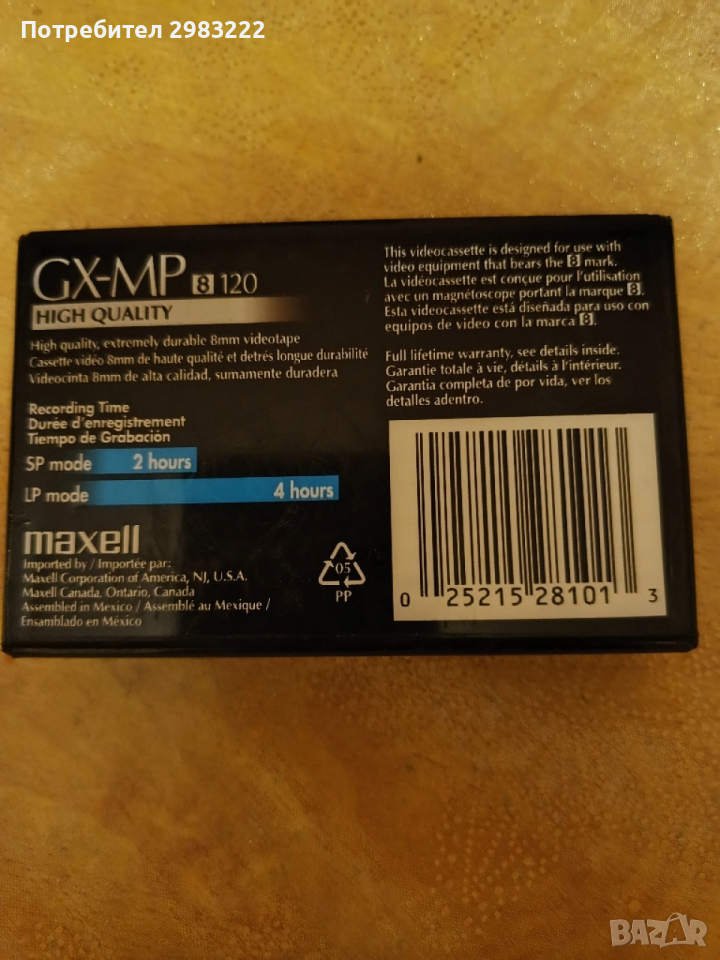 Потребител 2983222
GX-MP 8 120
HIGH QUALITY
High quality, extremely durable 8mm videotape
Cassette vidéo 8mm de haute qualité et detrés longue durabilité
Videocinta 8mm de alta calidad, sumamente duradera
Recording Time
Durée d'enregistrement
Tiempo de Grabación
SP mode 2 hours
LP mode 4 hours
maxell
Imported by / Importée par:
Maxell Corporation of America, NJ, U.S.A.
Maxell Canada, Ontario, Canada
Assembled in Mexico / Assemblé au Mexique /
Ensamblado en México
05
PP
This videocassette is designed for use with
video equipment that bears the 8 mark.
La vidéocassette est conçue pour l'utilisation
avec un magnétoscope portant la marque 8.
Esta videocassette está diseñada para uso con
equipos de video con la marca 8.
Full lifetime warranty, see details inside.
Garantie totale à vie, détails à l'intérieur.
Garantía completa de por vida, ver los
detalles adentro.
0 25215 28101 3
BAZAR